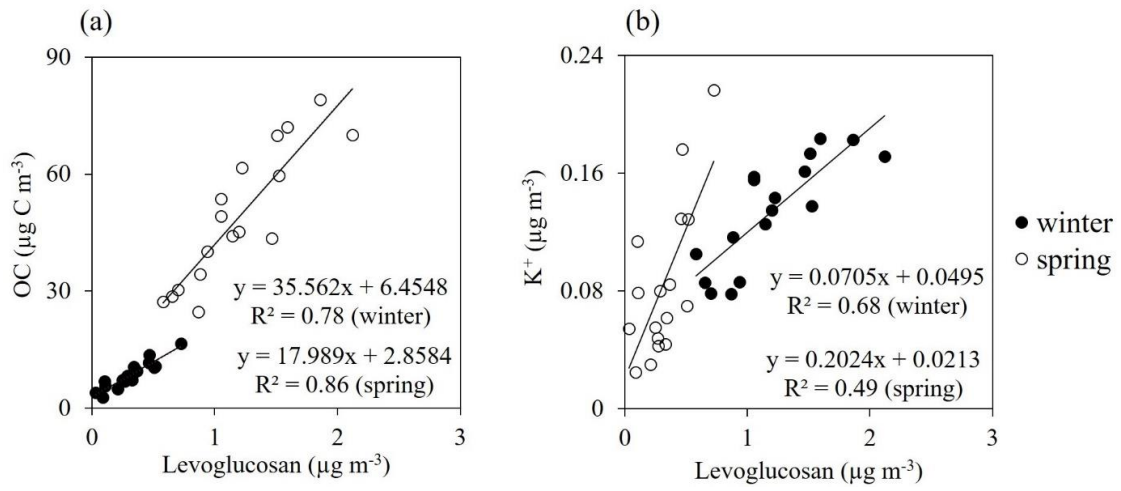 (a)
90
60
30
0
0
1
2
3
OC (µg C m⁻³)
Levoglucosan (µg m⁻³)
y = 35.562x + 6.4548
R² = 0.78 (winter)
y = 17.989x + 2.8584
R² = 0.86 (spring)
(b)
0.24
0.16
0.08
0
0
1
2
3
K⁺ (µg m⁻³)
Levoglucosan (µg m⁻³)
y = 0.0705x + 0.0495
R² = 0.68 (winter)
y = 0.2024x + 0.0213
R² = 0.49 (spring)
winter
spring